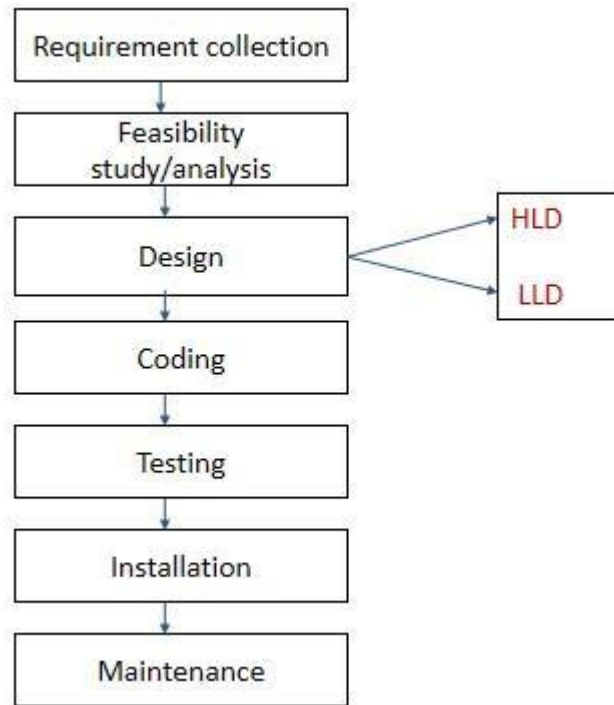 Requirement collection
Feasibility
study/analysis
Design
HLD
LLD
Coding
Testing
Installation
Maintenance